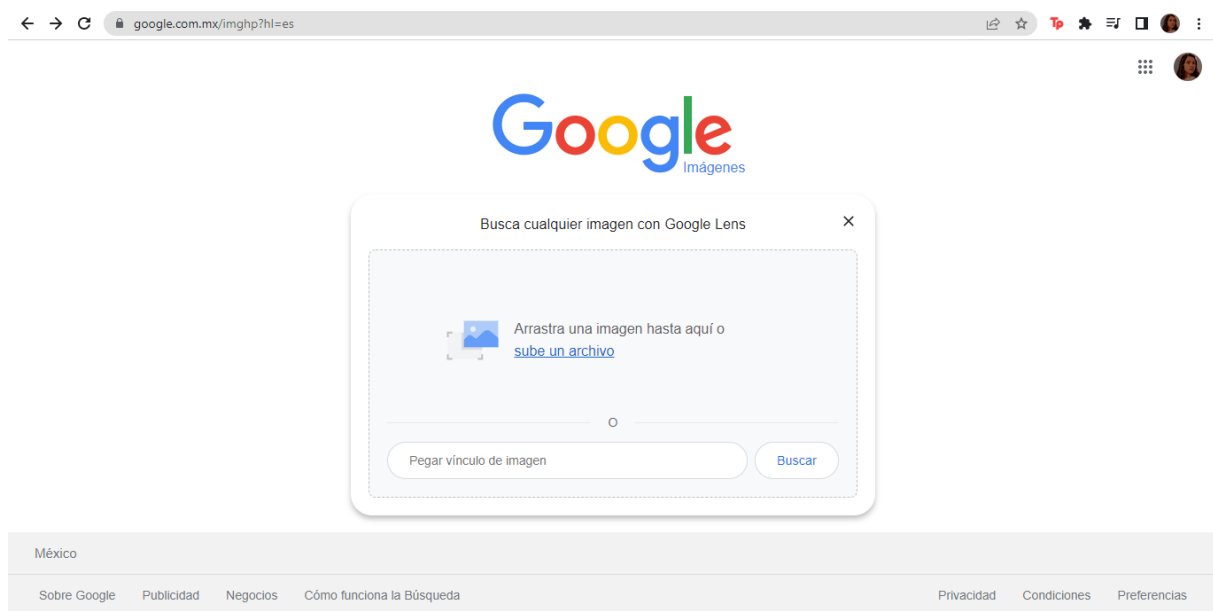 google.com.mx/imghp?hl=es
Tp
Google
Imágenes
Busca cualquier imagen con Google Lens
Arrastra una imagen hasta aquí o
sube un archivo
O
Pegar vínculo de imagen
Buscar
México
Sobre Google Publicidad Negocios Cómo funciona la Búsqueda Privacidad Condiciones Preferencias